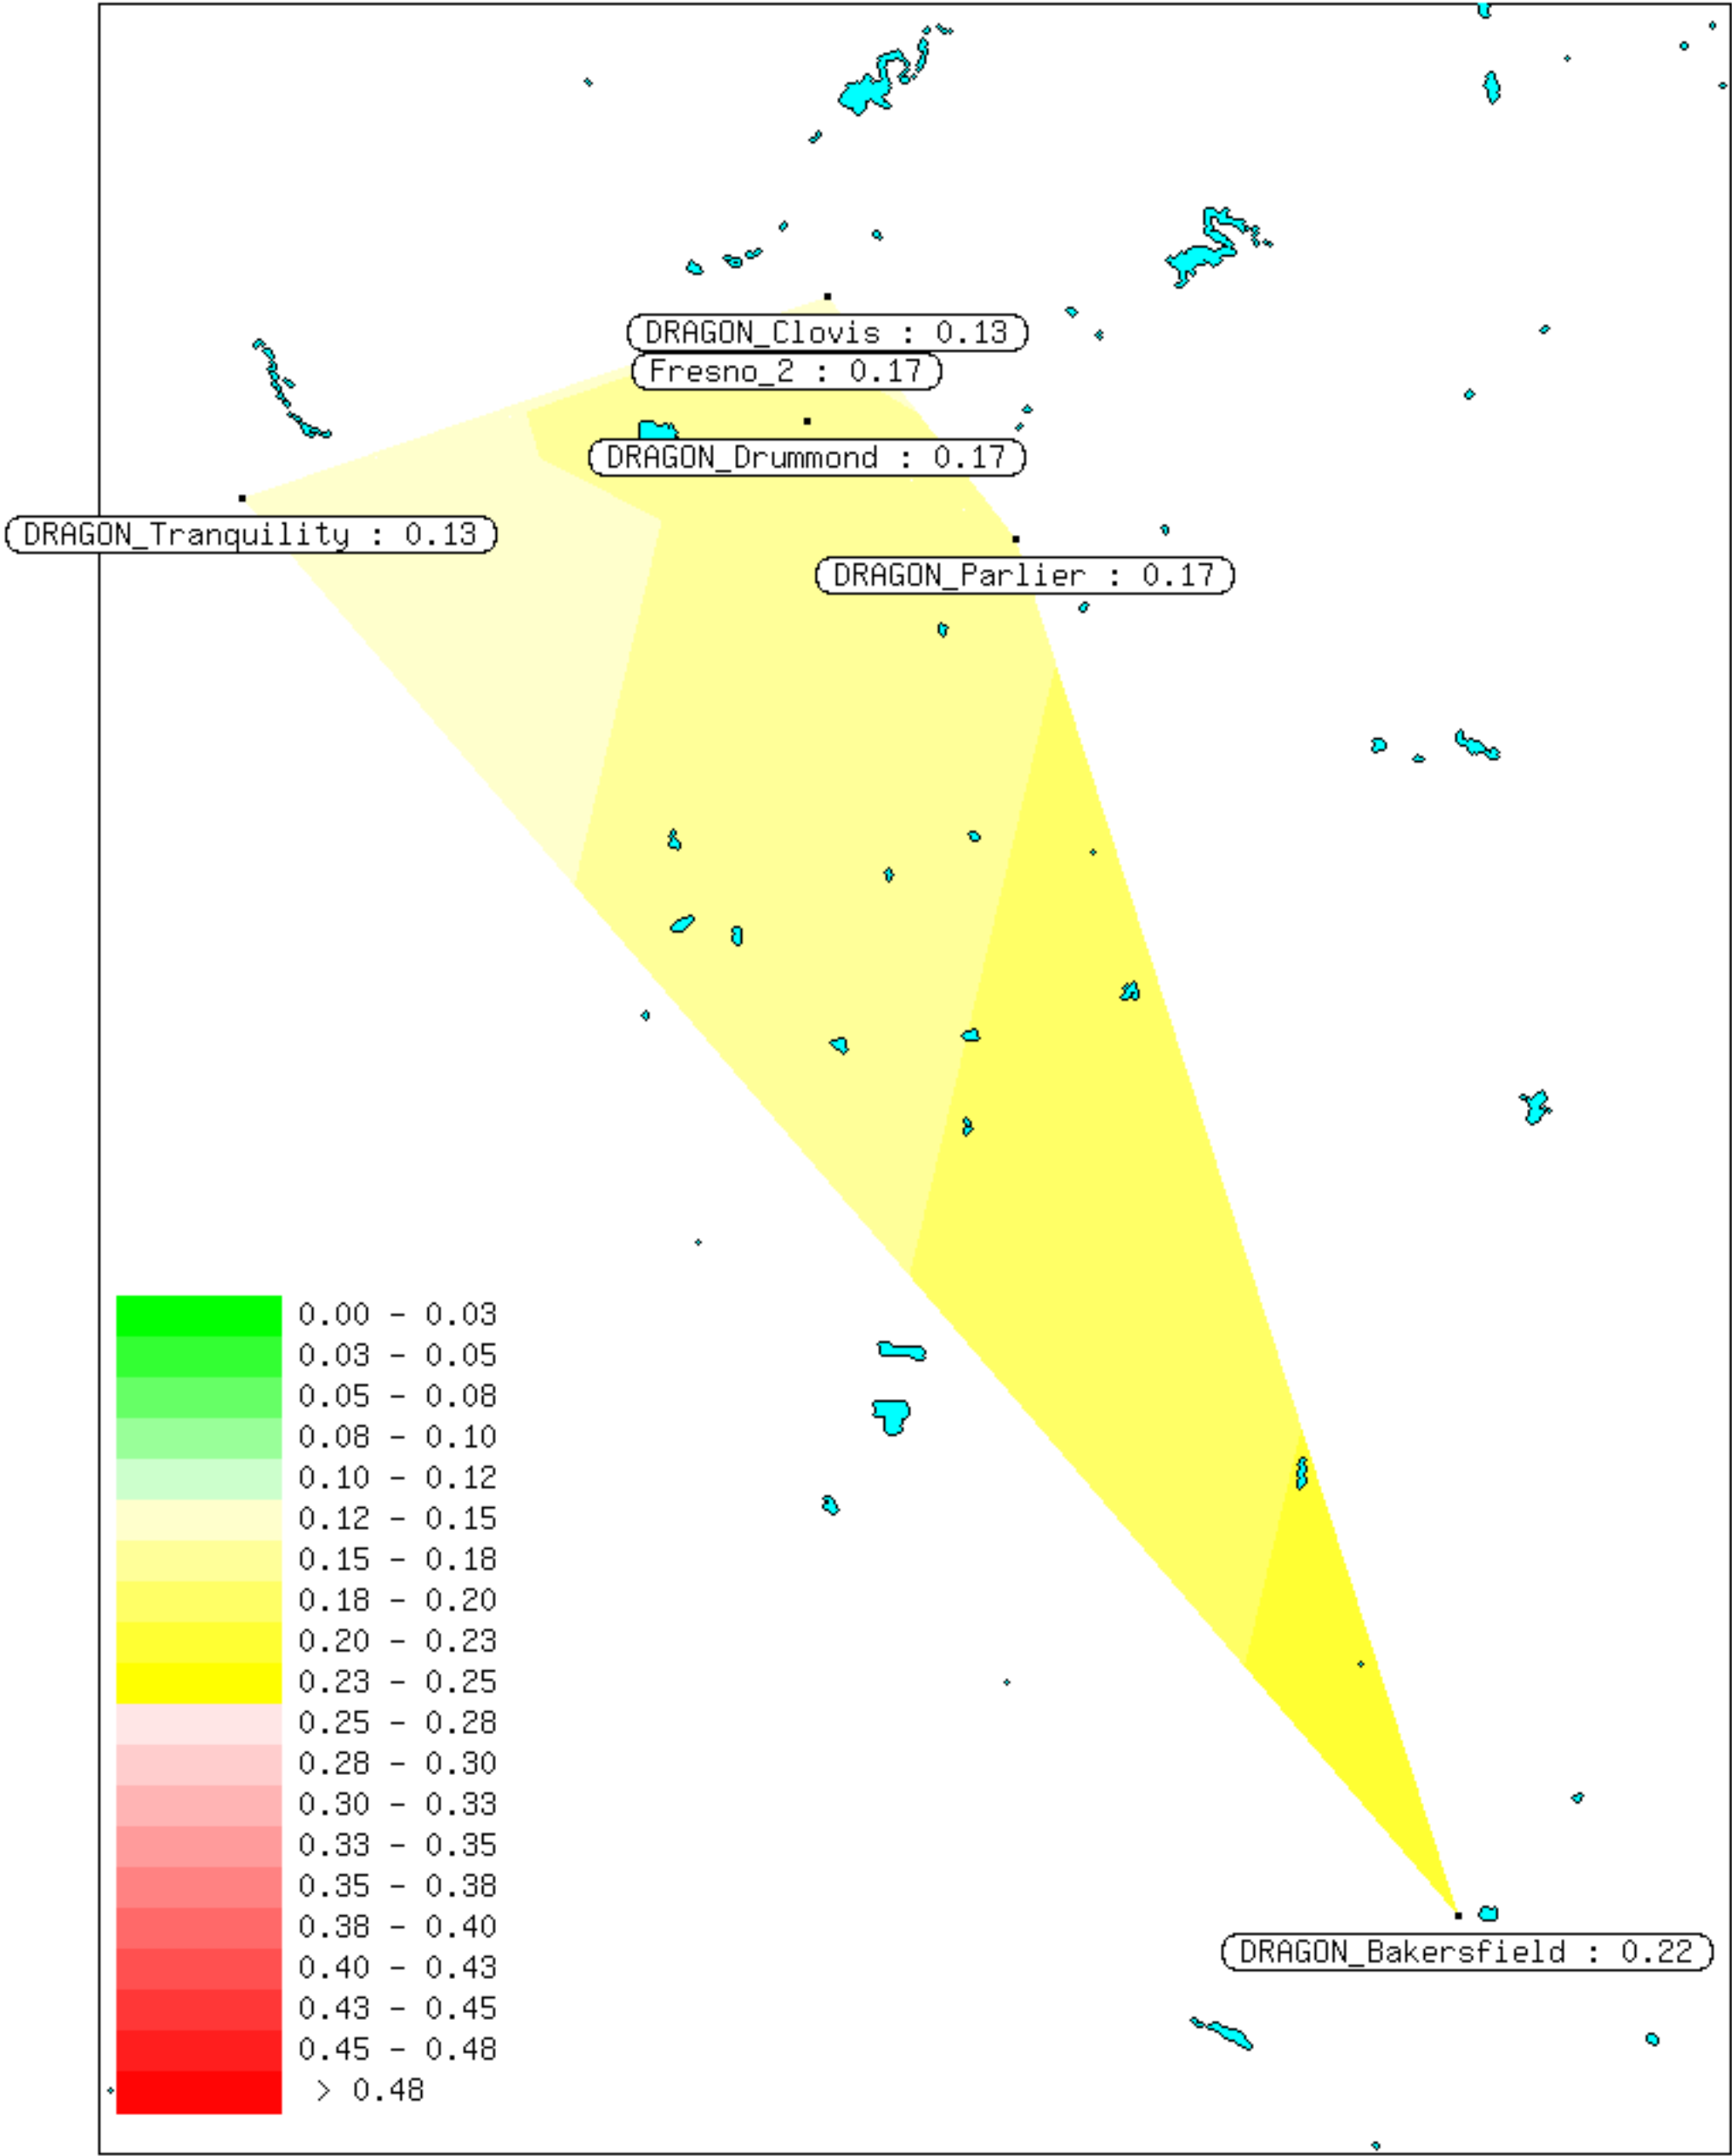 DRAGON_Clovis : 0.13
Fresno_2 : 0.17
DRAGON_Drummond : 0.17
DRAGON_Tranquility : 0.13
DRAGON_Parlier : 0.17
0.00 - 0.03
0.03 - 0.05
0.05 - 0.08
0.08 - 0.10
0.10 - 0.12
0.12 - 0.15
0.15 - 0.18
0.18 - 0.20
0.20 - 0.23
0.23 - 0.25
0.25 - 0.28
0.28 - 0.30
0.30 - 0.33
0.33 - 0.35
0.35 - 0.38
0.38 - 0.40
0.40 - 0.43
0.43 - 0.45
0.45 - 0.48
> 0.48
DRAGON_Bakersfield : 0.22